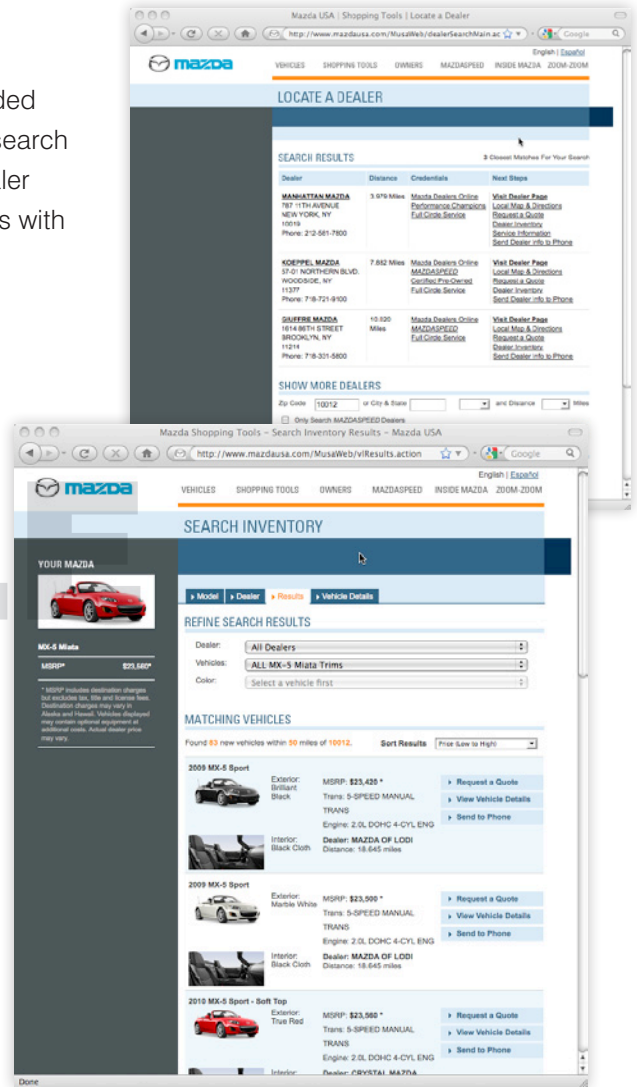 ded
search
aler
s with
Mazda USA | Shopping Tools | Locate a Dealer
http://www.mazdausa.com/MusaWeb/dealerSearchMain.ac
Google
English | Español
mazda
VEHICLES SHOPPING TOOLS OWNERS MAZDASPEED INSIDE MAZDA ZOOM-ZOOM
LOCATE A DEALER
SEARCH RESULTS
3 Closest Matches For Your Search
Dealer Distance Credentials Next Steps
MANHATTAN MAZDA 3.979 Miles Mazda Dealers Online Visit Dealer Page
787 11TH AVENUE Performance Champions Local Map & Directions
NEW YORK, NY Full Circle Service Request a Quote
10019 Dealer Inventory
Phone: 212-581-7800 Service Information
Send Dealer info to Phone
KOEPPEL MAZDA 7.882 Miles Mazda Dealers Online Visit Dealer Page
57-01 NORTHERN BLVD. MAZDASPEED Local Map & Directions
WOODSIDE, NY Certified Pre-Owned Request a Quote
11377 Full Circle Service Dealer Inventory
Phone: 718-721-9100 Send Dealer info to Phone
GIUFFRE MAZDA 10.020 Mazda Dealers Online Visit Dealer Page
1614 86TH STREET Miles MAZDASPEED Local Map & Directions
BROOKLYN, NY Full Circle Service Request a Quote
Dealer Inventory
Phone: 718-331-5800 Send Dealer info to Phone
SHOW MORE DEALERS
Zip Code 10012 or City & State and Distance Miles
Only Search MAZDASPEED Dealers
Mazda Shopping Tools – Search Inventory Results – Mazda USA
http://www.mazdausa.com/MusaWeb/viResults.action
Google
English | Español
mazda
VEHICLES SHOPPING TOOLS OWNERS MAZDASPEED INSIDE MAZDA ZOOM-ZOOM
SEARCH INVENTORY
YOUR MAZDA
MX-5 Miata
MSRP* $23,560*
* MSRP includes destination charges
but excludes tax, title and license fees.
Destination charges may vary in
Alaska and Hawaii. Vehicles displayed
may contain optional equipment at
additional costs. Actual dealer price
may vary.
Model Dealer Results Vehicle Details
REFINE SEARCH RESULTS
Dealer: All Dealers
Vehicles: ALL MX-5 Miata Trims
Color: Select a vehicle first
MATCHING VEHICLES
Found 53 new vehicles within 50 miles of 10012. Sort Results Price (Low to High)
2009 MX-5 Sport
Exterior: MSRP: $23,420 * Request a Quote
Brilliant
Black Trans: 5-SPEED MANUAL View Vehicle Details
TRANS Send to Phone
Engine: 2.0L DOHC 4-CYL ENG
Interior: Dealer: MAZDA OF LODI
Black Cloth Distance: 18.645 miles
2009 MX-5 Sport
Exterior: MSRP: $23,500 * Request a Quote
Marble White Trans: 5-SPEED MANUAL View Vehicle Details
TRANS Send to Phone
Engine: 2.0L DOHC 4-CYL ENG
Interior: Dealer: MAZDA OF LODI
Black Cloth Distance: 18.645 miles
2010 MX-5 Sport - Soft Top
Exterior: MSRP: $23,560 * Request a Quote
True Red Trans: 5-SPEED MANUAL View Vehicle Details
TRANS Send to Phone
Engine: 2.0L DOHC 4-CYL ENG
Interior: Dealer: CRYSTAL MAZDA
Done